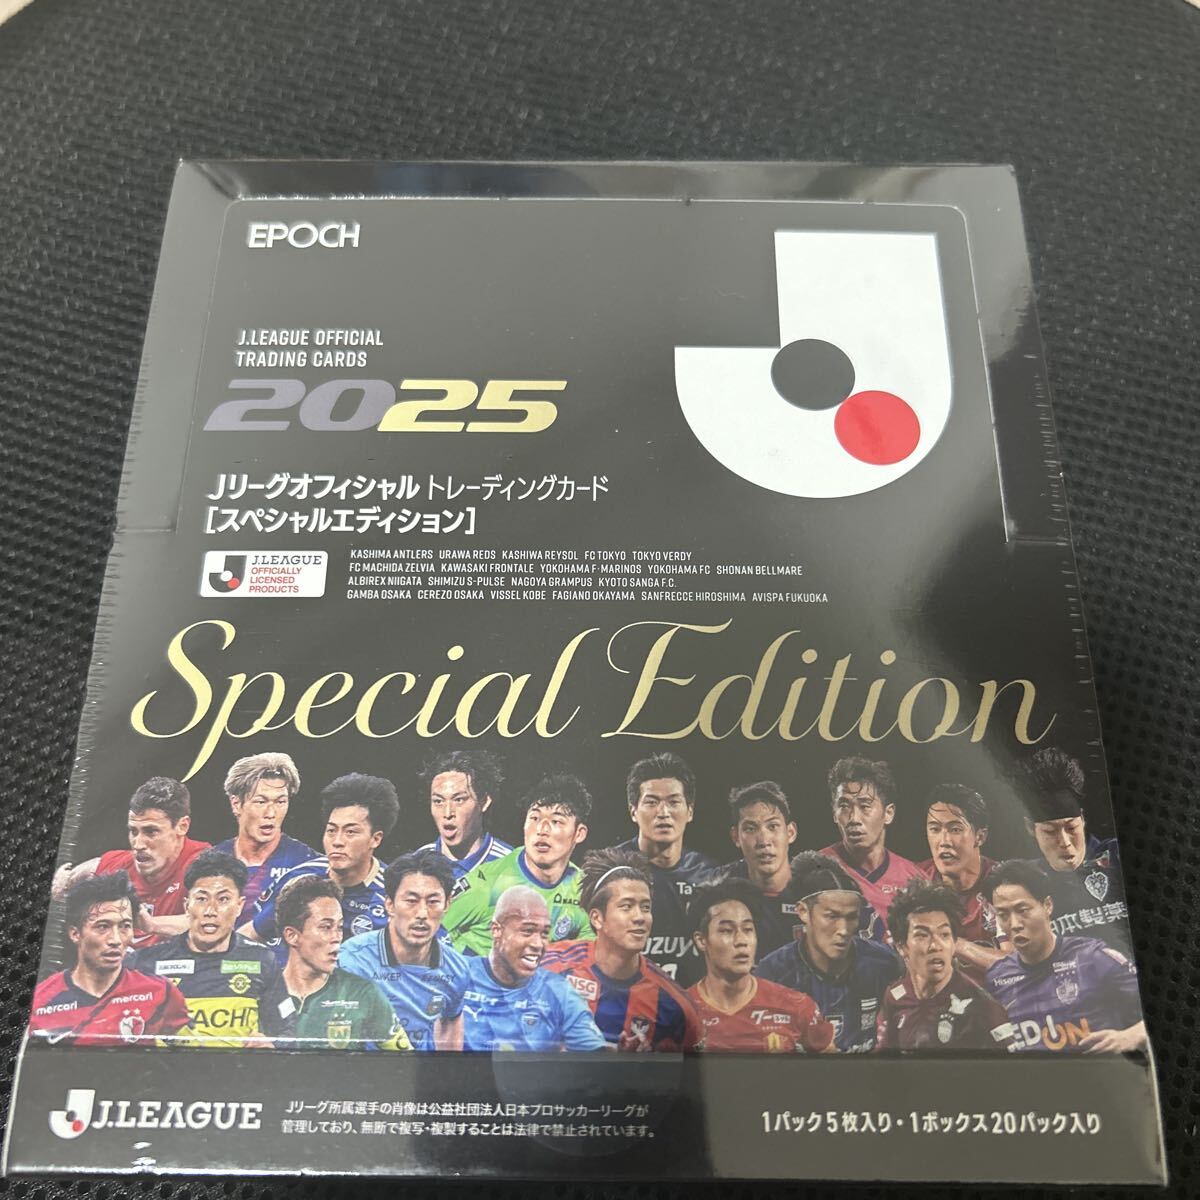 EPOCH
J.LEAGUE OFFICIAL
TRADING CARDS
2025
Jリーグオフィシャル トレーディングカード
[スペシャルエディション]
J.LEAGUE
OFFICIALLY
LICENSED
PRODUCTS
KASHIMA ANTLERS URAWA REDS KASHIWA REYSOL FC TOKYO TOKYO VERDY
FC MACHIDA ZELVIA KAWASAKI FRONTALE YOKOHAMA F・MARINOS YOKOHAMA FC SHONAN BELLMARE
ALBIREX NIIGATA SHIMIZU S-PULSE NAGOYA GRAMPUS KYOTO SANGA F.C.
GAMBA OSAKA CEREZO OSAKA VISSEL KOBE FAGIANO OKAYAMA SANFRECCE HIROSHIMA AVISPA FUKUOKA
Special Edition
mercari
mercari
NSG
EDION
J.LEAGUE
Jリーグ所属選手の肖像は公益社団法人日本プロサッカーリーグが
管理しており、無断で複写・複製することは法律で禁止されています。
1パック5枚入り・1ボックス20パック入り